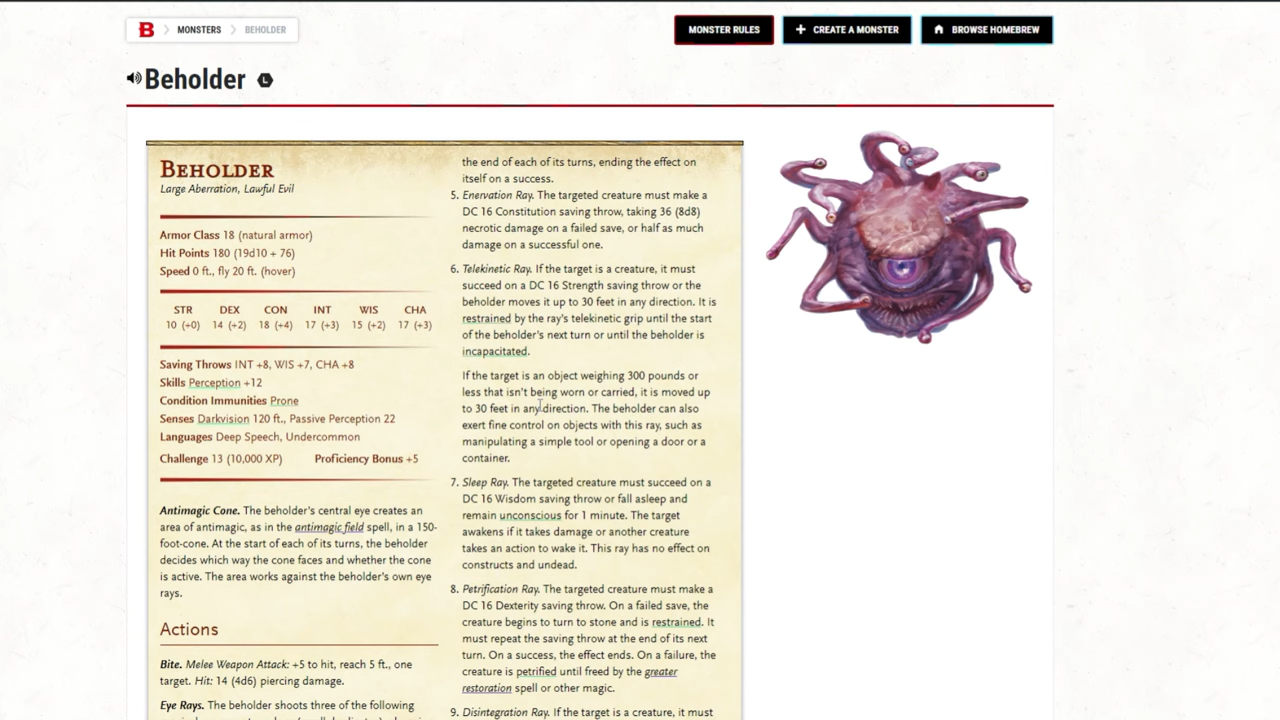 B MONSTERS BEHOLDER
MONSTER RULES
+ CREATE A MONSTER
BROWSE HOMEBREW
Beholder L
BEHOLDER
Large Aberration, Lawful Evil
Armor Class 18 (natural armor)
Hit Points 180 (19d10 + 76)
Speed 0 ft., fly 20 ft. (hover)
STR DEX CON INT WIS CHA
10 (+0) 14 (+2) 18 (+4) 17 (+3) 15 (+2) 17 (+3)
Saving Throws INT +8, WIS +7, CHA +8
Skills Perception +12
Condition Immunities Prone
Senses Darkvision 120 ft., Passive Perception 22
Languages Deep Speech, Undercommon
Challenge 13 (10,000 XP) Proficiency Bonus +5
Antimagic Cone. The beholder's central eye creates an
area of antimagic, as in the antimagic field spell, in a 150-
foot-cone. At the start of each of its turns, the beholder
decides which way the cone faces and whether the cone
is active. The area works against the beholder's own eye
rays.
Actions
Bite. Melee Weapon Attack: +5 to hit, reach 5 ft., one
target. Hit: 14 (4d6) piercing damage.
Eye Rays. The beholder shoots three of the following
the end of each of its turns, ending the effect on
itself on a success.
5. Enervation Ray. The targeted creature must make a
DC 16 Constitution saving throw, taking 36 (8d8)
necrotic damage on a failed save, or half as much
damage on a successful one.
6. Telekinetic Ray. If the target is a creature, it must
succeed on a DC 16 Strength saving throw or the
beholder moves it up to 30 feet in any direction. It is
restrained by the ray's telekinetic grip until the start
of the beholder's next turn or until the beholder is
incapacitated.
If the target is an object weighing 300 pounds or
less that isn't being worn or carried, it is moved up
to 30 feet in any direction. The beholder can also
exert fine control on objects with this ray, such as
manipulating a simple tool or opening a door or a
container.
7. Sleep Ray. The targeted creature must succeed on a
DC 16 Wisdom saving throw or fall asleep and
remain unconscious for 1 minute. The target
awakens if it takes damage or another creature
takes an action to wake it. This ray has no effect on
constructs and undead.
8. Petrification Ray. The targeted creature must make a
DC 16 Dexterity saving throw. On a failed save, the
creature begins to turn to stone and is restrained. It
must repeat the saving throw at the end of its next
turn. On a success, the effect ends. On a failure, the
creature is petrified until freed by the greater
restoration spell or other magic.
9. Disintegration Ray. If the target is a creature, it must